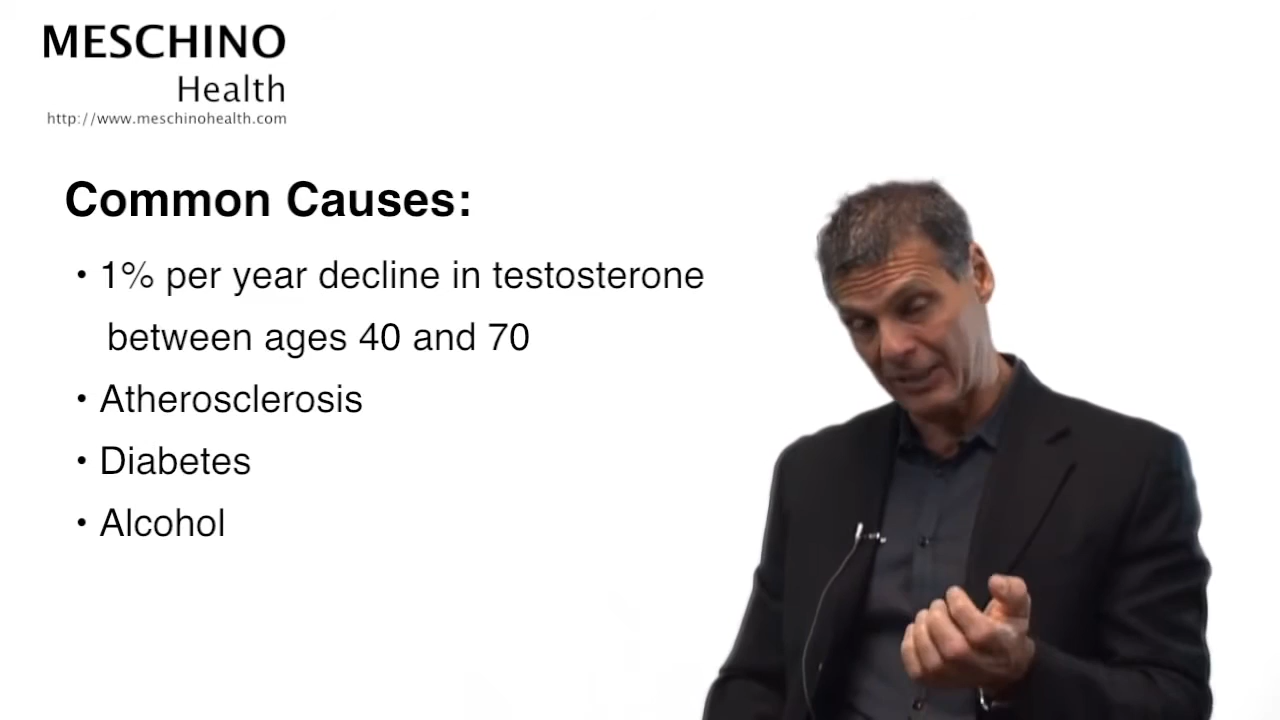 MESCHINO
Health
http://www.meschinohealth.com
Common Causes:
• 1% per year decline in testosterone
between ages 40 and 70
• Atherosclerosis
• Diabetes
• Alcohol